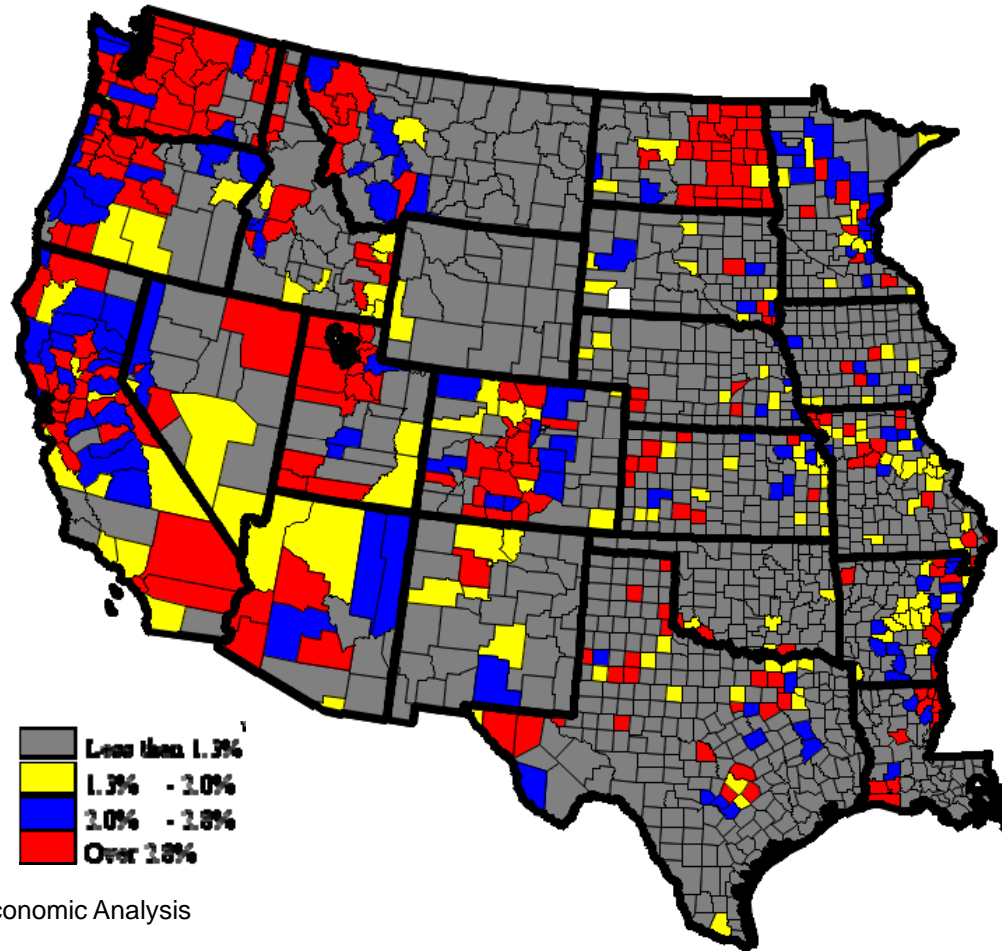 Less than 1.3%
1.3% - 2.0%
2.0% - 2.8%
Over 2.8%
conomic Analysis